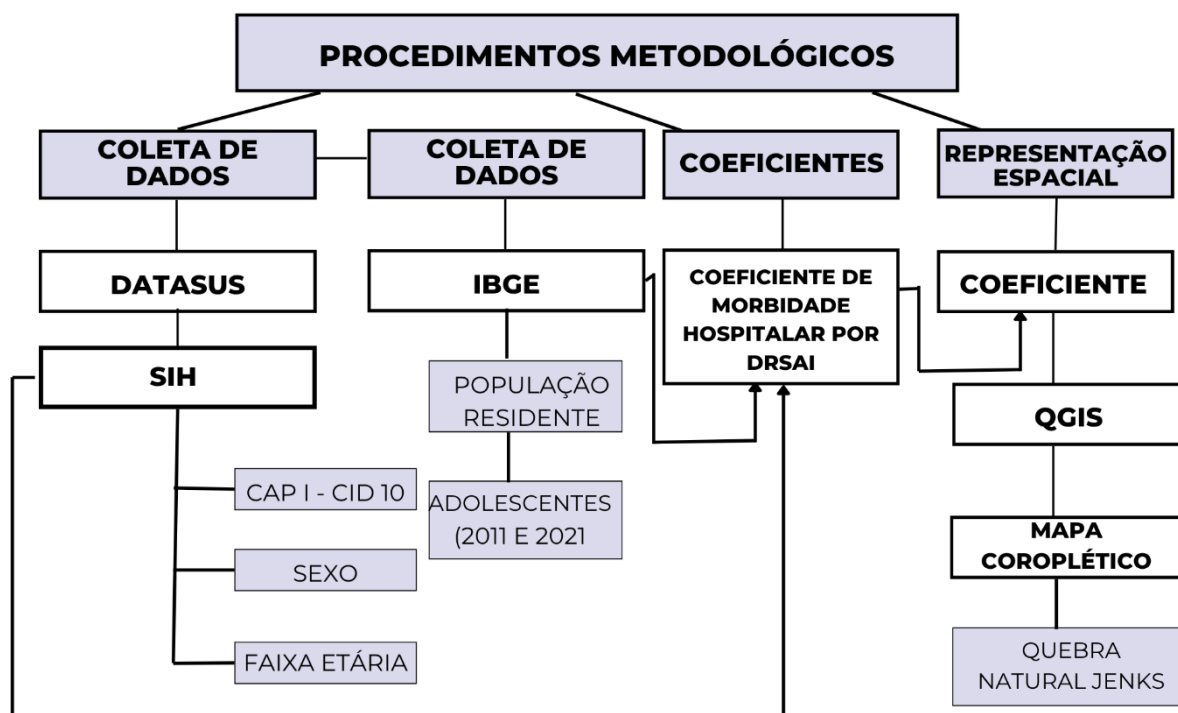 PROCEDIMENTOS METODOLÓGICOS
COLETA DE
DADOS
COLETA DE
DADOS
COEFICIENTES
REPRESENTAÇÃO
ESPACIAL
DATASUS
IBGE
COEFICIENTE DE
MORBIDADE
HOSPITALAR POR
DRSAI
COEFICIENTE
SIH
POPULAÇÃO
RESIDENTE
QGIS
CAP I - CID 10
ADOLESCENTES
(2011 E 2021
MAPA
COROPLÉTICO
SEXO
FAIXA ETÁRIA
QUEBRA
NATURAL JENKS